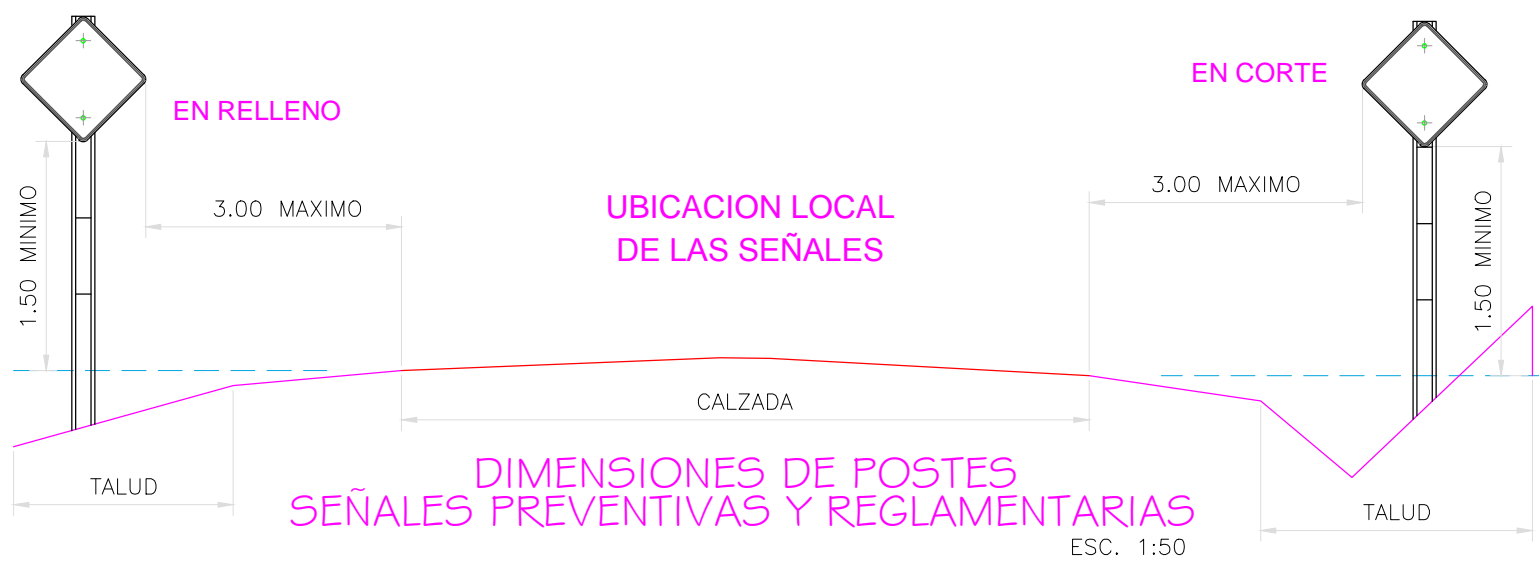 EN RELLENO
EN CORTE
UBICACION LOCAL
DE LAS SEÑALES
3.00 MAXIMO
3.00 MAXIMO
1.50 MINIMO
1.50 MINIMO
CALZADA
TALUD
TALUD
DIMENSIONES DE POSTES
SEÑALES PREVENTIVAS Y REGLAMENTARIAS
ESC. 1:50